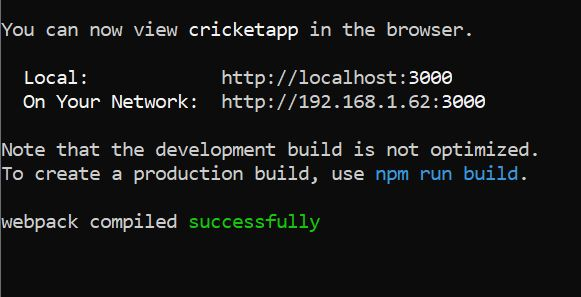 You can now view cricketapp in the browser.
Local: http://localhost:3000
On Your Network: http://192.168.1.62:3000
Note that the development build is not optimized.
To create a production build, use npm run build.
webpack compiled successfully